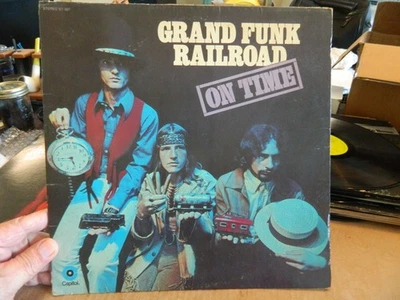 GRAND FUNK
RAILROAD
ON TIME
Capitol